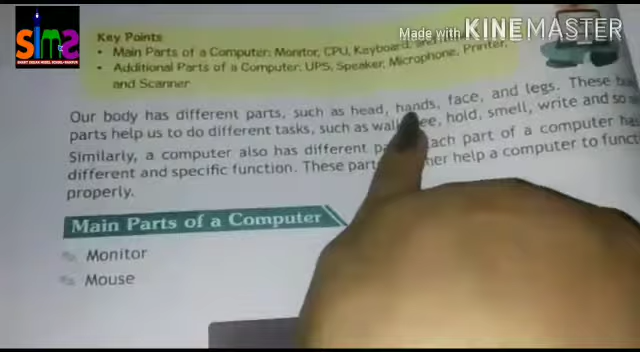 sims
Made with KINEMASTER
Key Points
• Main Parts of a Computer: Monitor, CPU, Keyboard,
• Additional Parts of a Computer: UPS, Speaker, Microphone, Printer,
and Scanner
Our body has different parts, such as head, hands, face, and legs. These
parts help us to do different tasks, such as walk, hold, smell, write and so
Similarly, a computer also has different each part of a computer has
different and specific function. These help a computer to funct
properly.
Main Parts of a Computer
Monitor
Mouse